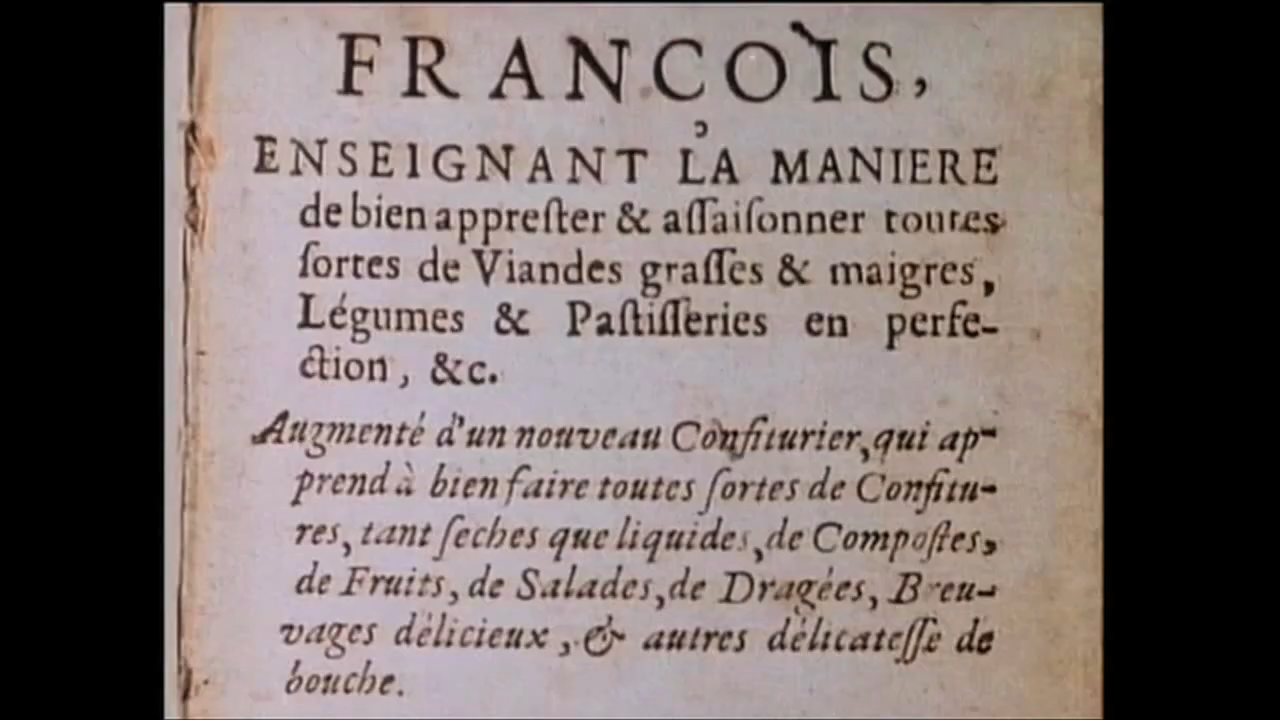 FRANCOIS,
ENSEIGNANT LA MANIERE
de bien appreſter & aſſaiſonner toutes
ſortes de Viandes graſſes & maigres,
Légumes & Paſtiſſeries en perfe-
ction, &c.
Augmenté d'un nouveau Confiturier, qui ap-
prend à bien faire toutes ſortes de Confitu-
res, tant ſeches que liquides, de Compoſtes,
de Fruits, de Salades, de Dragées, Breu-
vages délicieux, & autres délicateſſe de
bouche.